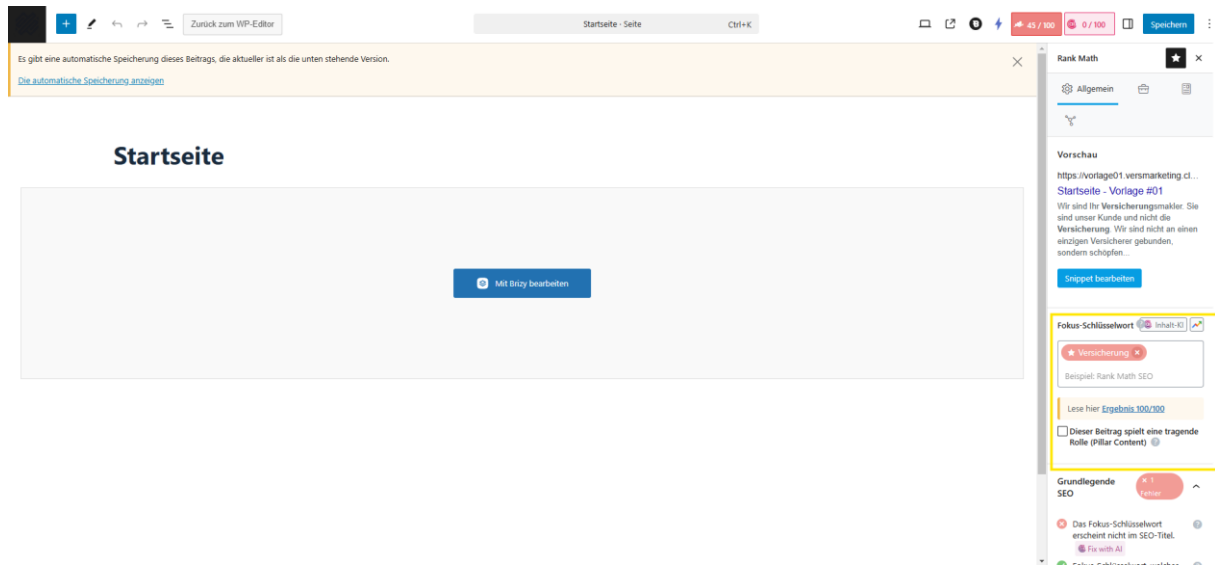 Zurück zum WP-Editor
Startseite · Seite
Ctrl+K
45 / 100
0 / 100
Speichern
Es gibt eine automatische Speicherung dieses Beitrags, die aktueller ist als die unten stehende Version.
Die automatische Speicherung anzeigen
Startseite
Mit Brizy bearbeiten
Rank Math
Allgemein
Vorschau
https://vorlage01.versmarketing.cl...
Startseite - Vorlage #01
Wir sind Ihr Versicherungsmakler. Sie
sind unser Kunde und nicht die
Versicherung. Wir sind nicht an einen
einzigen Versicherer gebunden,
sondern schöpfen...
Snippet bearbeiten
Fokus-Schlüsselwort
Inhalt-KI
Versicherung
Beispiel: Rank Math SEO
Lese hier Ergebnis 100/100
Dieser Beitrag spielt eine tragende
Rolle (Pillar Content)
Grundlegende
SEO
× 1
Fehler
Das Fokus-Schlüsselwort
erscheint nicht im SEO-Titel.
Fix with AI
Fokus-Schlüsselwort, welcher